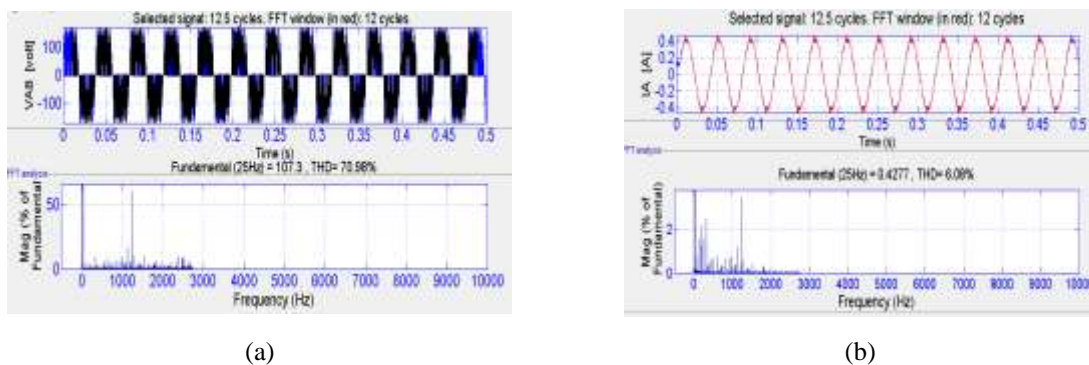 Selected signal: 12.5 cycles. FFT window (in red): 12 cycles
VAB [volt]
100
0
-100
0 0.05 0.1 0.15 0.2 0.25 0.3 0.35 0.4 0.45 0.5
Time (s)
FFT analysis
Fundamental (25Hz) = 107.3 , THD= 70.98%
Mag (% of Fundamental)
50
0
0 1000 2000 3000 4000 5000 6000 7000 8000 9000 10000
Frequency (Hz)
(a)
Selected signal: 12.5 cycles. FFT window (in red): 12 cycles
IA [A]
0.4
0.2
0
-0.2
-0.4
0 0.05 0.1 0.15 0.2 0.25 0.3 0.35 0.4 0.45 0.5
Time (s)
FFT analysis
Fundamental (25Hz) = 0.4277 , THD= 6.08%
Mag (% of Fundamental)
2
0
0 1000 2000 3000 4000 5000 6000 7000 8000 9000 1000
Frequency (Hz)
(b)